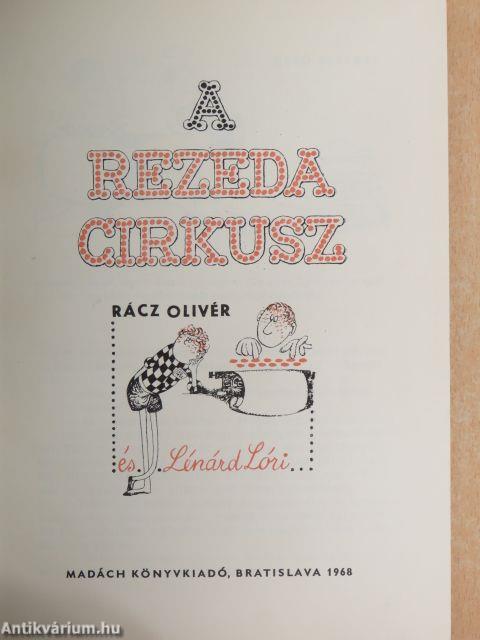 A
REZEDA
CIRKUSZ
RÁCZ OLIVÉR
és... Lénárd Lóri...
MADÁCH KÖNYVKIADÓ, BRATISLAVA 1968
Antikvárium.hu